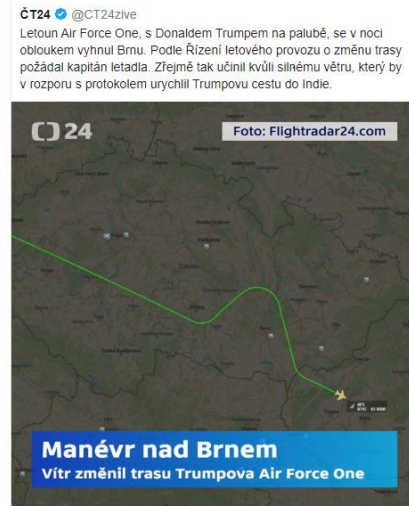 ČT24 @CT24zive
Letoun Air Force One, s Donaldem Trumpem na palubě, se v noci
obloukem vyhnul Brnu. Podle Řízení letového provozu o změnu trasy
požádal kapitán letadla. Zřejmě tak učinil kvůli silnému větru, který by
v rozporu s protokolem urychlil Trumpovu cestu do Indie.
24
Foto: Flightradar24.com
Manévr nad Brnem
Vítr změnil trasu Trumpova Air Force One